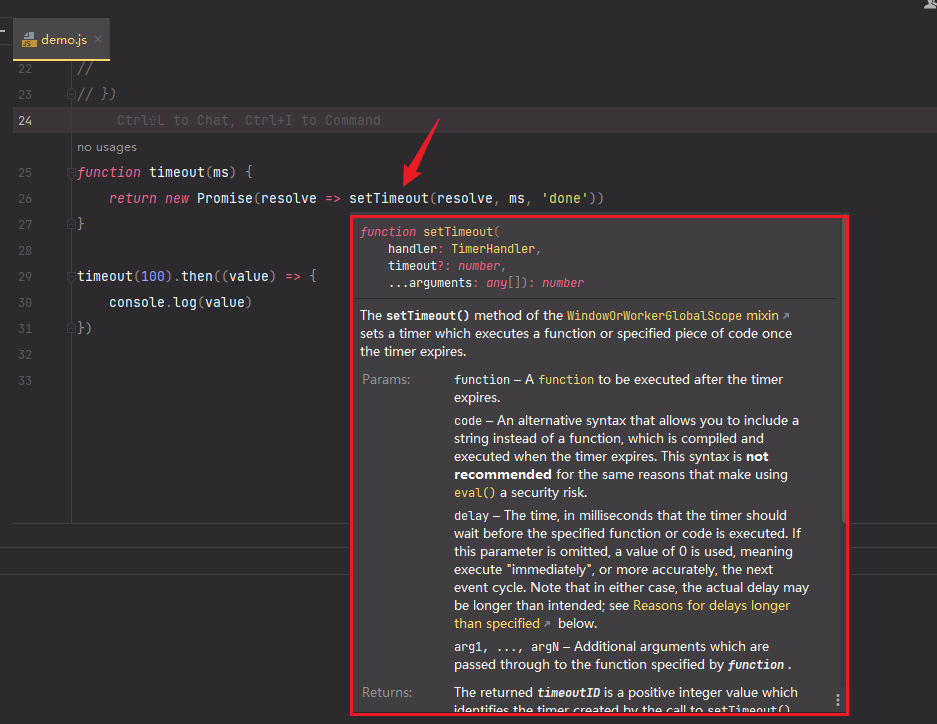 demo.js
22 //
23 // })
24 Ctrl⇧L to Chat, Ctrl+I to Command
no usages
25 function timeout(ms) {
26 return new Promise(resolve => setTimeout(resolve, ms, 'done'))
27 }
28
29 timeout(100).then((value) => {
30 console.log(value)
31 })
32
33
function setTimeout(
handler: TimerHandler,
timeout?: number,
...arguments: any[]): number
The setTimeout() method of the WindowOrWorkerGlobalScope mixin ↗
sets a timer which executes a function or specified piece of code once
the timer expires.
Params: function – A function to be executed after the timer
expires.
code – An alternative syntax that allows you to include a
string instead of a function, which is compiled and
executed when the timer expires. This syntax is not
recommended for the same reasons that make using
eval() a security risk.
delay – The time, in milliseconds that the timer should
wait before the specified function or code is executed. If
this parameter is omitted, a value of 0 is used, meaning
execute "immediately", or more accurately, the next
event cycle. Note that in either case, the actual delay may
be longer than intended; see Reasons for delays longer
than specified ↗ below.
arg1, ..., argN – Additional arguments which are
passed through to the function specified by function.
Returns: The returned timeoutID is a positive integer value which
identifies the timer created by the call to setTimeout()